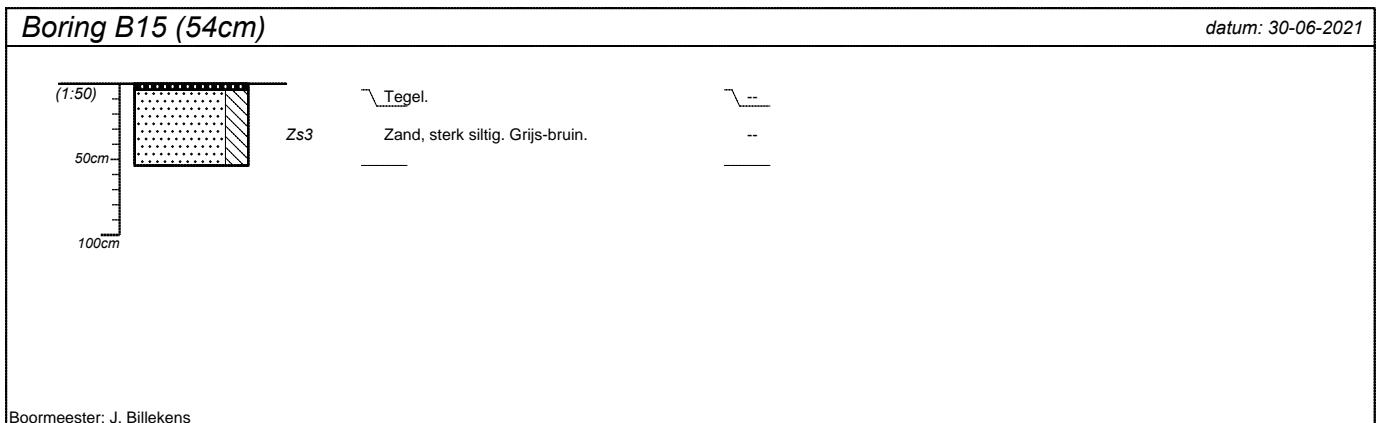 Boring B15 (54cm) datum: 30-06-2021
(1:50) Tegel. --
Zs3 Zand, sterk siltig. Grijs-bruin. --
50cm
100cm
Boormeester: J. Billekens